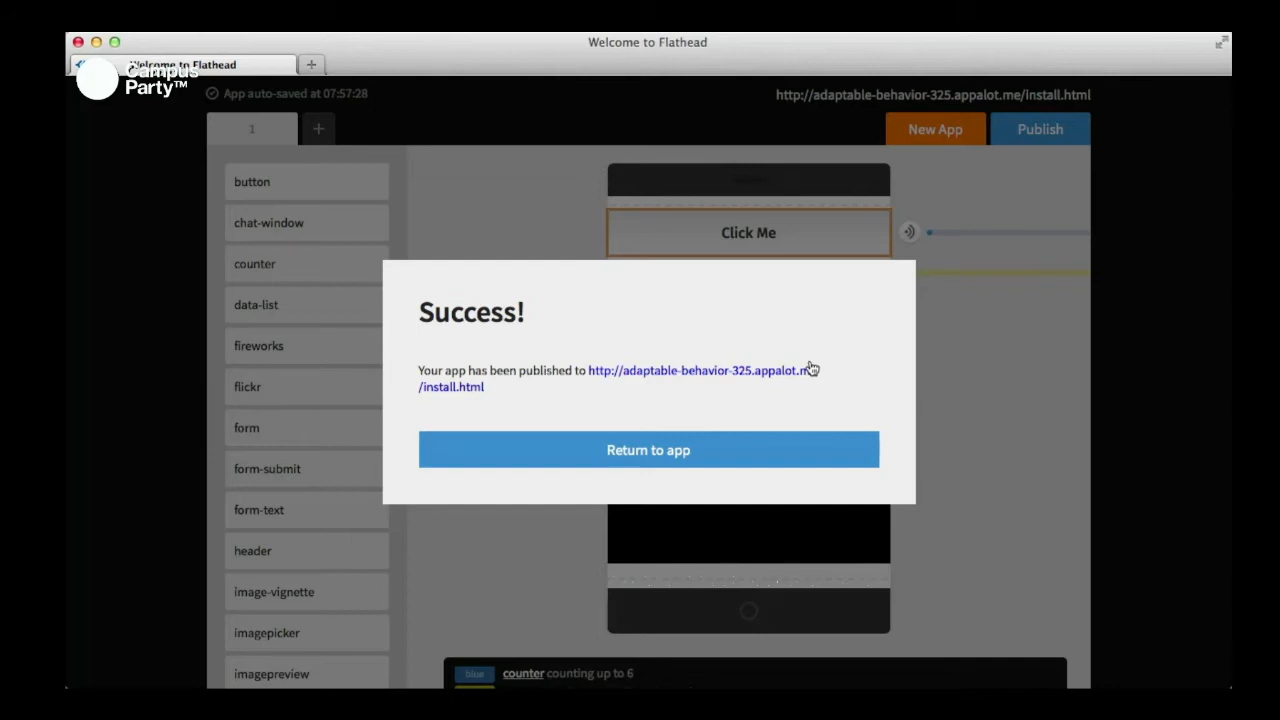 Welcome to Flathead
Welcome to Flathead
+
Campus
Party™
App auto-saved at 07:57:28
http://adaptable-behavior-325.appalot.me/install.html
1
+
New App
Publish
button
chat-window
counter
data-list
fireworks
flickr
form
form-submit
form-text
header
image-vignette
imagepicker
imagepreview
Click Me
Success!
Your app has been published to http://adaptable-behavior-325.appalot.me
/install.html
Return to app
blue counter counting up to 6